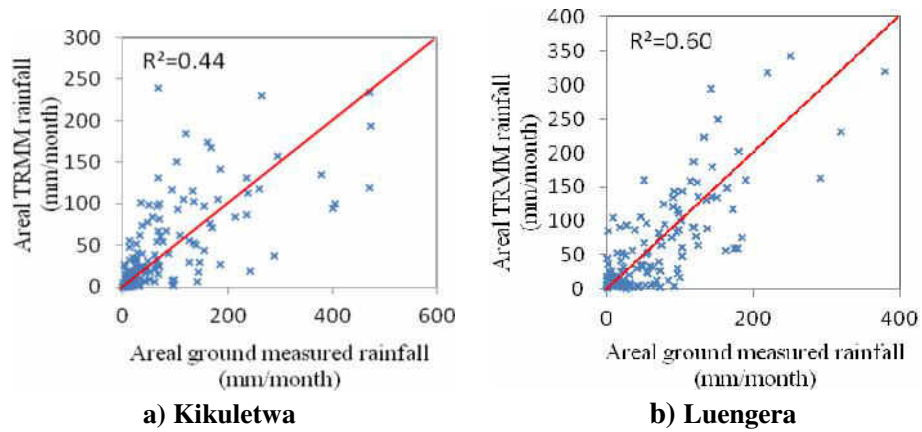 R²=0.44
Areal TRMM rainfall
(mm/month)
300
250
200
150
100
50
0
0 200 400 600
Areal ground measured rainfall
(mm/month)
a) Kikuletwa
R²=0.60
Areal TRMM rainfall
(mm/month)
400
350
300
250
200
150
100
50
0
0 200 400
Areal ground measured rainfall
(mm/month)
b) Luengera